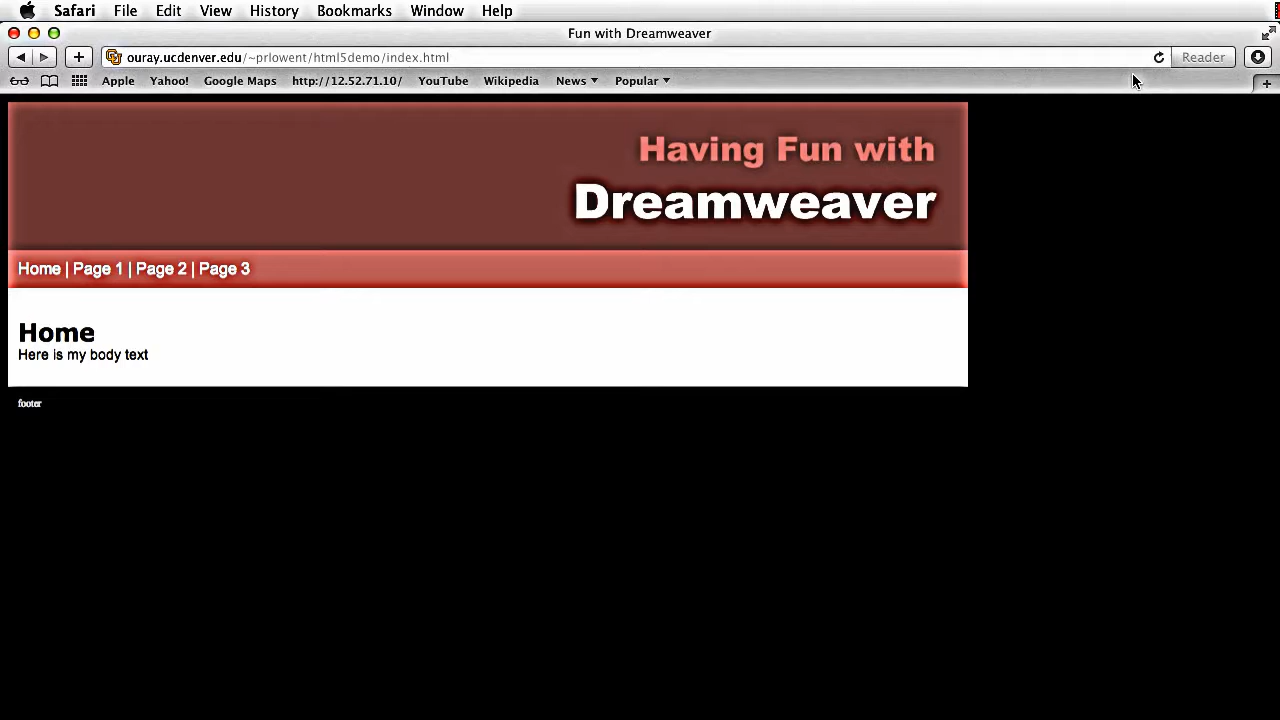 Safari File Edit View History Bookmarks Window Help
Fun with Dreamweaver
ouray.ucdenver.edu/~prlowent/html5demo/index.html Reader
Apple Yahoo! Google Maps http://12.52.71.10/ YouTube Wikipedia News Popular
Having Fun with
Dreamweaver
Home | Page 1 | Page 2 | Page 3
Home
Here is my body text
footer